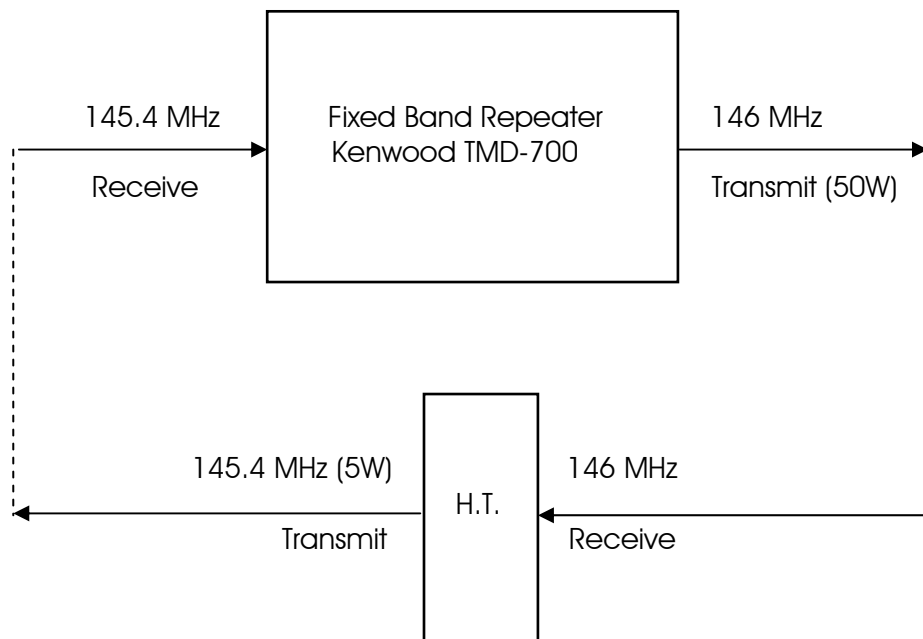 145.4 MHz
Receive
Fixed Band Repeater
Kenwood TMD-700
146 MHz
Transmit (50W)
145.4 MHz (5W)
Transmit
H.T.
146 MHz
Receive